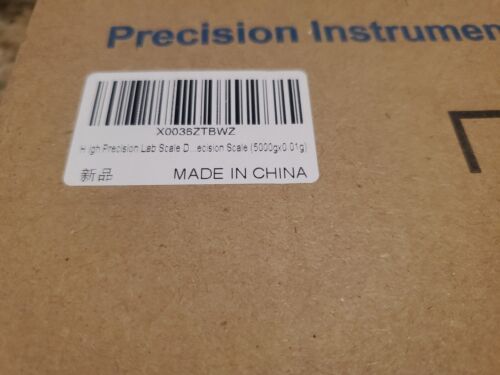 Precision Instrumen
X0036ZTBWZ
High Precision Lab Scale D...ecision Scale (5000gx0.01g)
新品
MADE IN CHINA